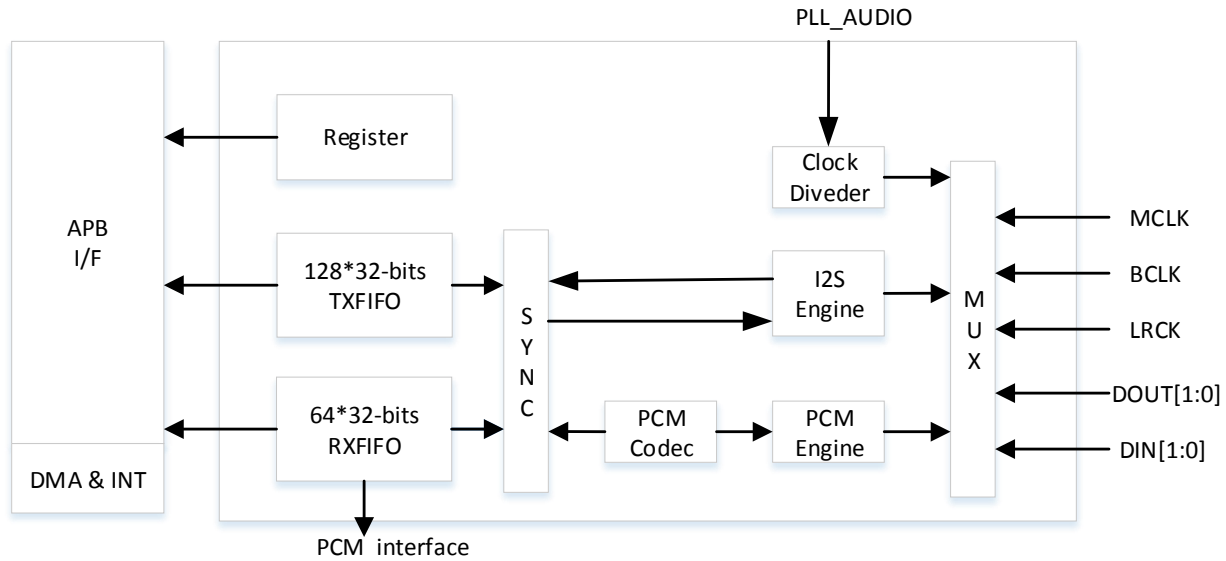 PLL_AUDIO
Register
Clock
Diveder
APB
I/F
MCLK
128*32-bits
TXFIFO
I2S
Engine
BCLK
S
Y
N
C
M
U
X
LRCK
64*32-bits
RXFIFO
PCM
Codec
PCM
Engine
DOUT[1:0]
DIN[1:0]
DMA & INT
PCM interface